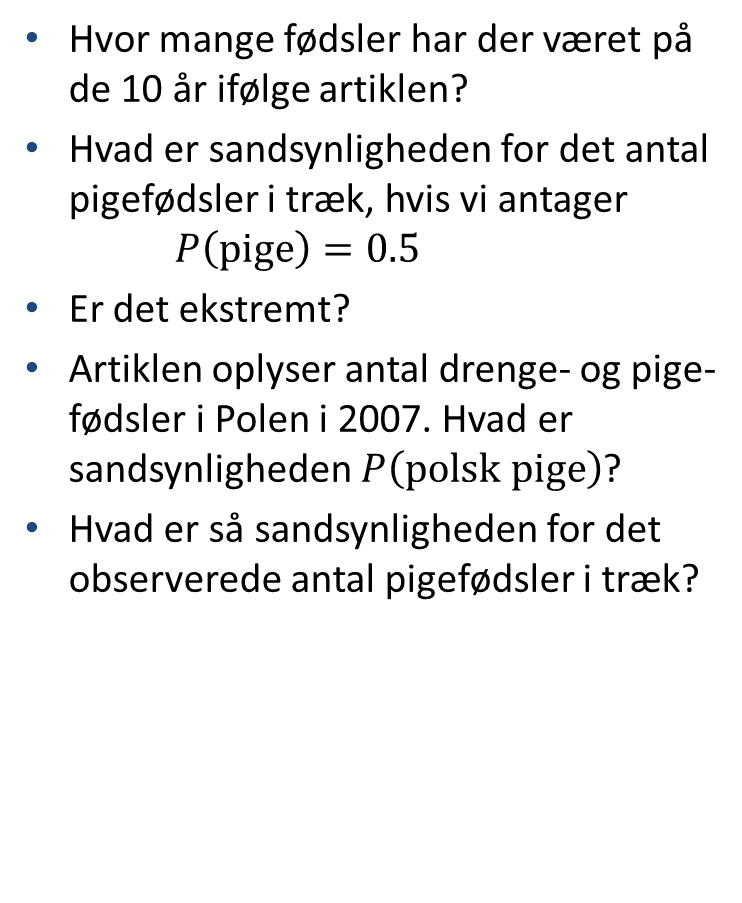 • Hvor mange fødsler har der været på
de 10 år ifølge artiklen?
• Hvad er sandsynligheden for det antal
pigefødsler i træk, hvis vi antager
P(pige) = 0.5
• Er det ekstremt?
• Artiklen oplyser antal drenge- og pige-
fødsler i Polen i 2007. Hvad er
sandsynligheden P(polsk pige)?
• Hvad er så sandsynligheden for det
observerede antal pigefødsler i træk?